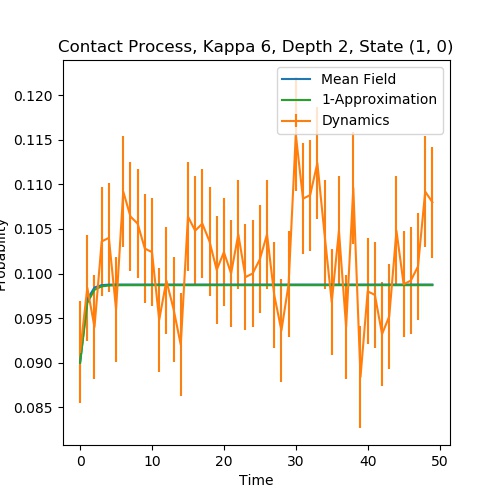 Contact Process, Kappa 6, Depth 2, State (1, 0)
Mean Field
1-Approximation
Dynamics
0.120
0.115
0.110
0.105
0.100
0.095
0.090
0.085
Probability
0 10 20 30 40 50
Time